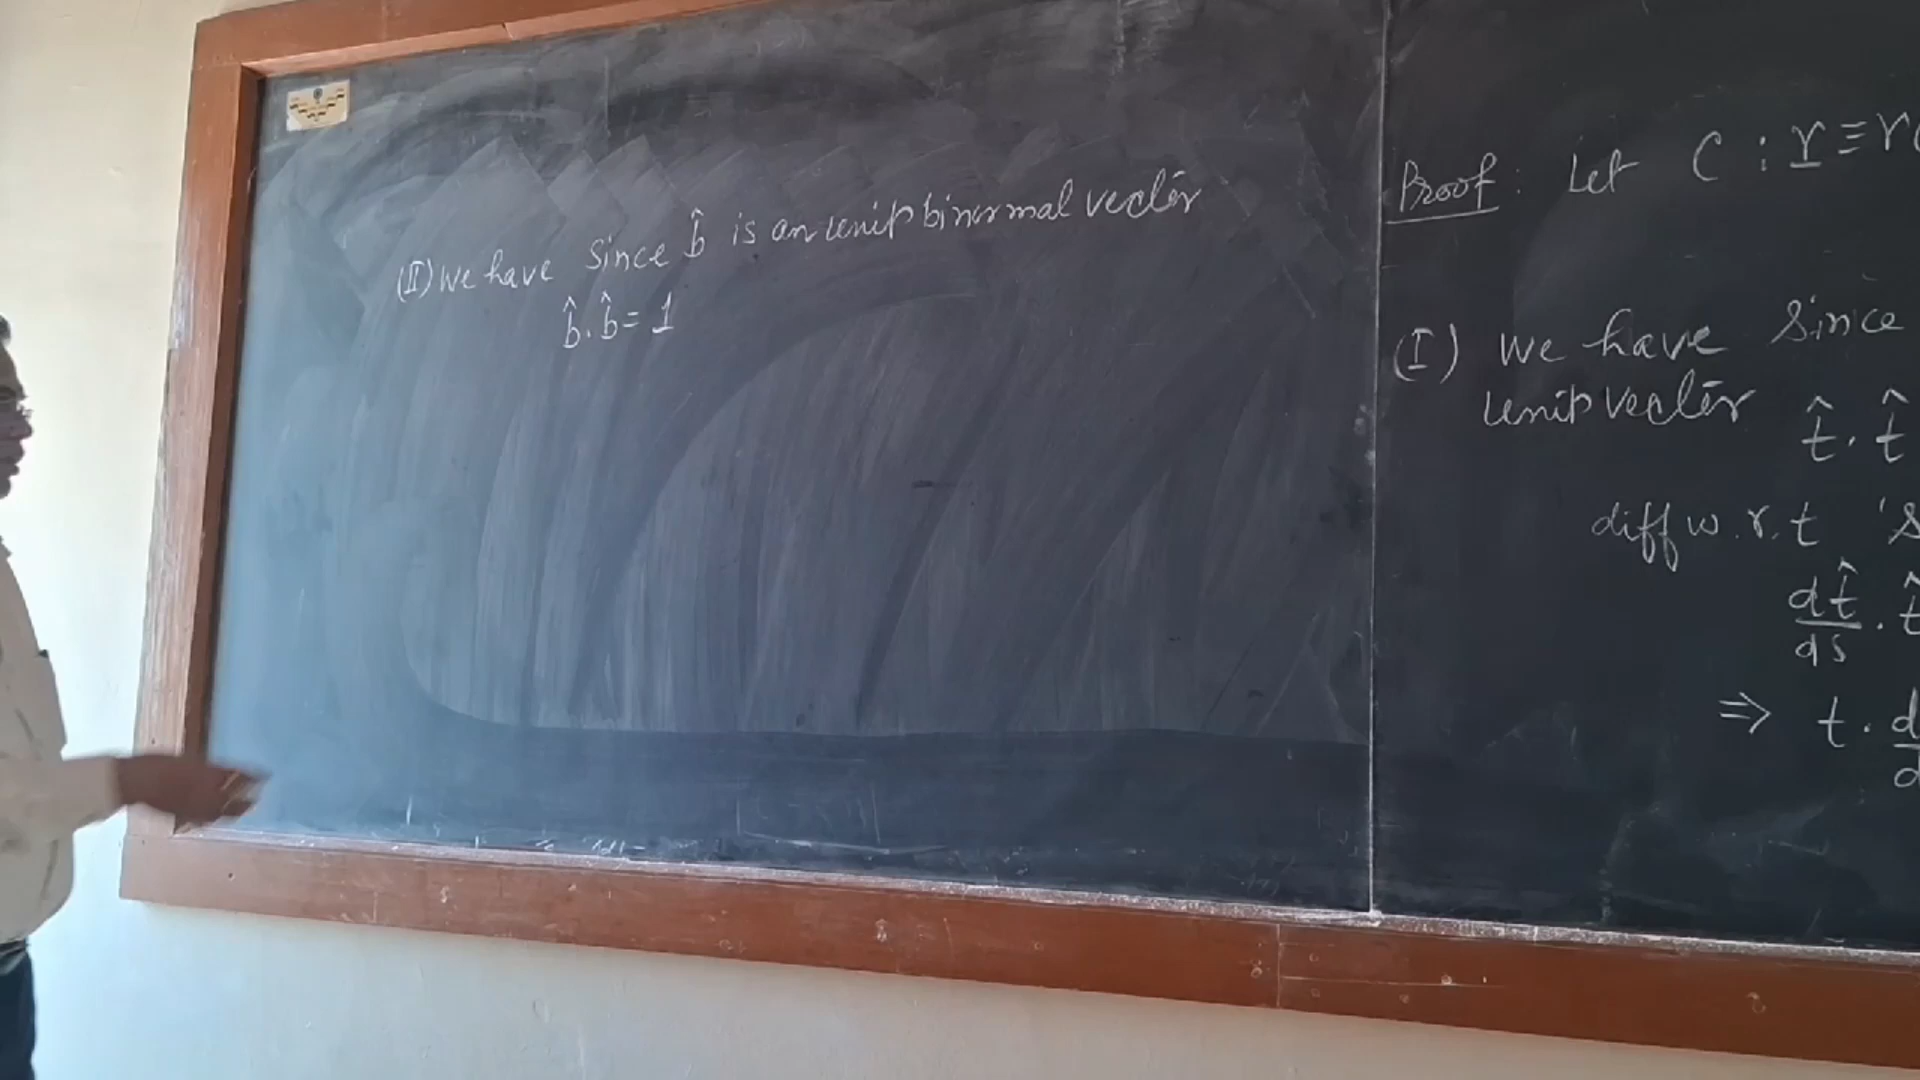 (II) We have since b̂ is an unit binormal vector
b̂. b̂ = 1
Proof : Let C : r ≡ r(
(I) We have since
unit vector t̂. t̂
diff w.r.t 's
dt̂/ds . t̂
⇒ t. d/d